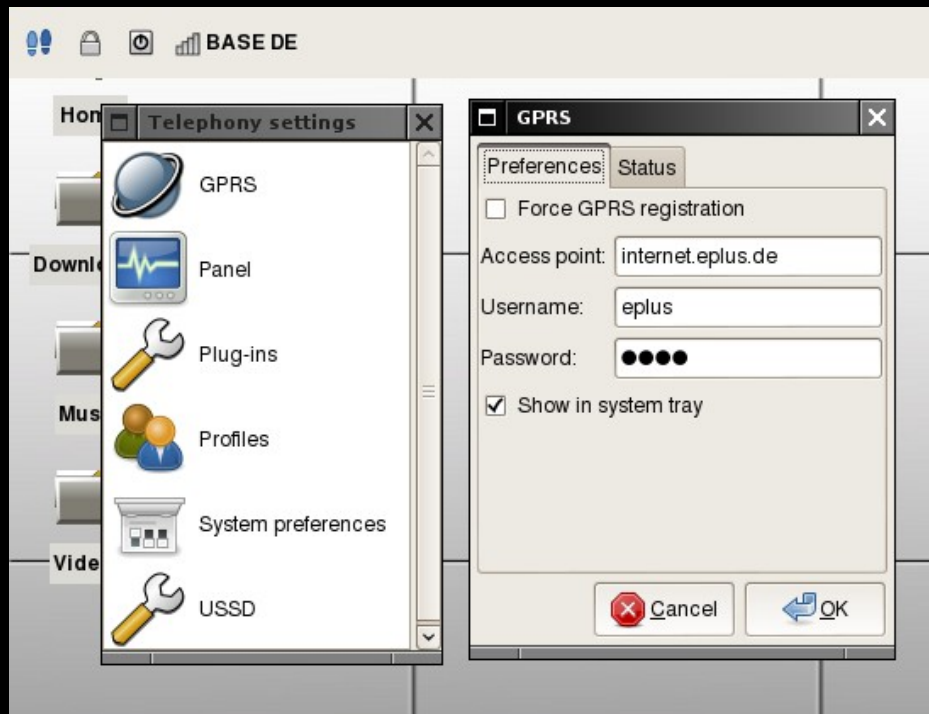 BASE DE
Hom
Downlo
Mus
Vide
Telephony settings
GPRS
Panel
Plug-ins
Profiles
System preferences
USSD
GPRS
Preferences
Status
Force GPRS registration
Access point:
internet.eplus.de
Username:
eplus
Password:
●●●●
Show in system tray
Cancel
OK